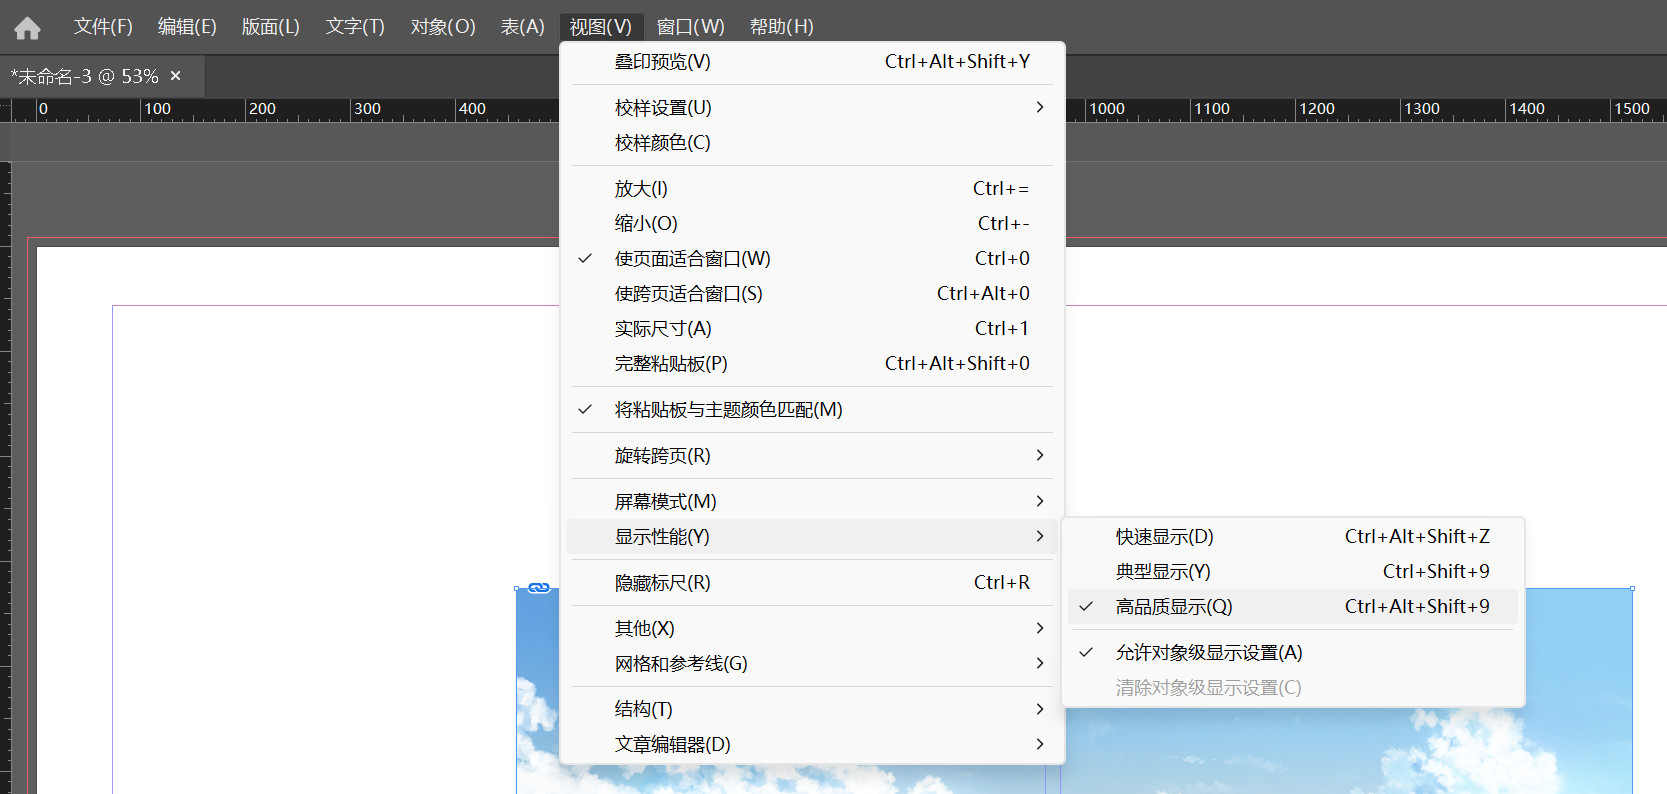 文件(F) 编辑(E) 版面(L) 文字(T) 对象(O) 表(A) 视图(V) 窗口(W) 帮助(H)
*未命名-3 @ 53% ×
0 100 200 300 400 1000 1100 1200 1300 1400 1500
叠印预览(V) Ctrl+Alt+Shift+Y
校样设置(U)
校样颜色(C)
放大(I) Ctrl+=
缩小(O) Ctrl+-
使页面适合窗口(W) Ctrl+0
使跨页适合窗口(S) Ctrl+Alt+0
实际尺寸(A) Ctrl+1
完整粘贴板(P) Ctrl+Alt+Shift+0
将粘贴板与主题颜色匹配(M)
旋转跨页(R)
屏幕模式(M)
显示性能(Y)
隐藏标尺(R) Ctrl+R
其他(X)
网格和参考线(G)
结构(T)
文章编辑器(D)
快速显示(D) Ctrl+Alt+Shift+Z
典型显示(Y) Ctrl+Shift+9
高品质显示(Q) Ctrl+Alt+Shift+9
允许对象级显示设置(A)
清除对象级显示设置(C)